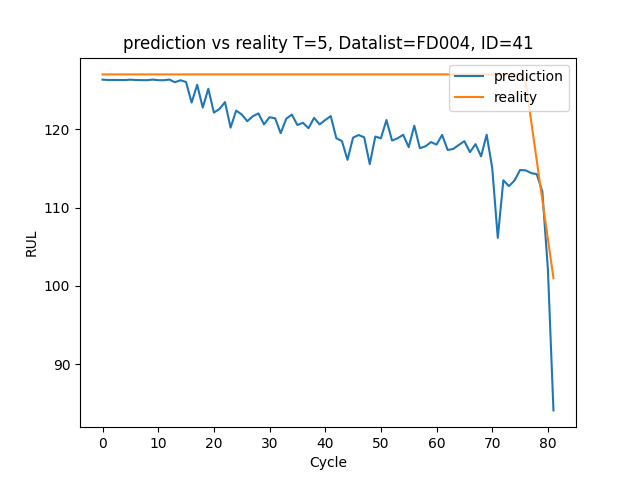 prediction vs reality T=5, Datalist=FD004, ID=41
prediction
reality
RUL
120
110
100
90
0 10 20 30 40 50 60 70 80
Cycle